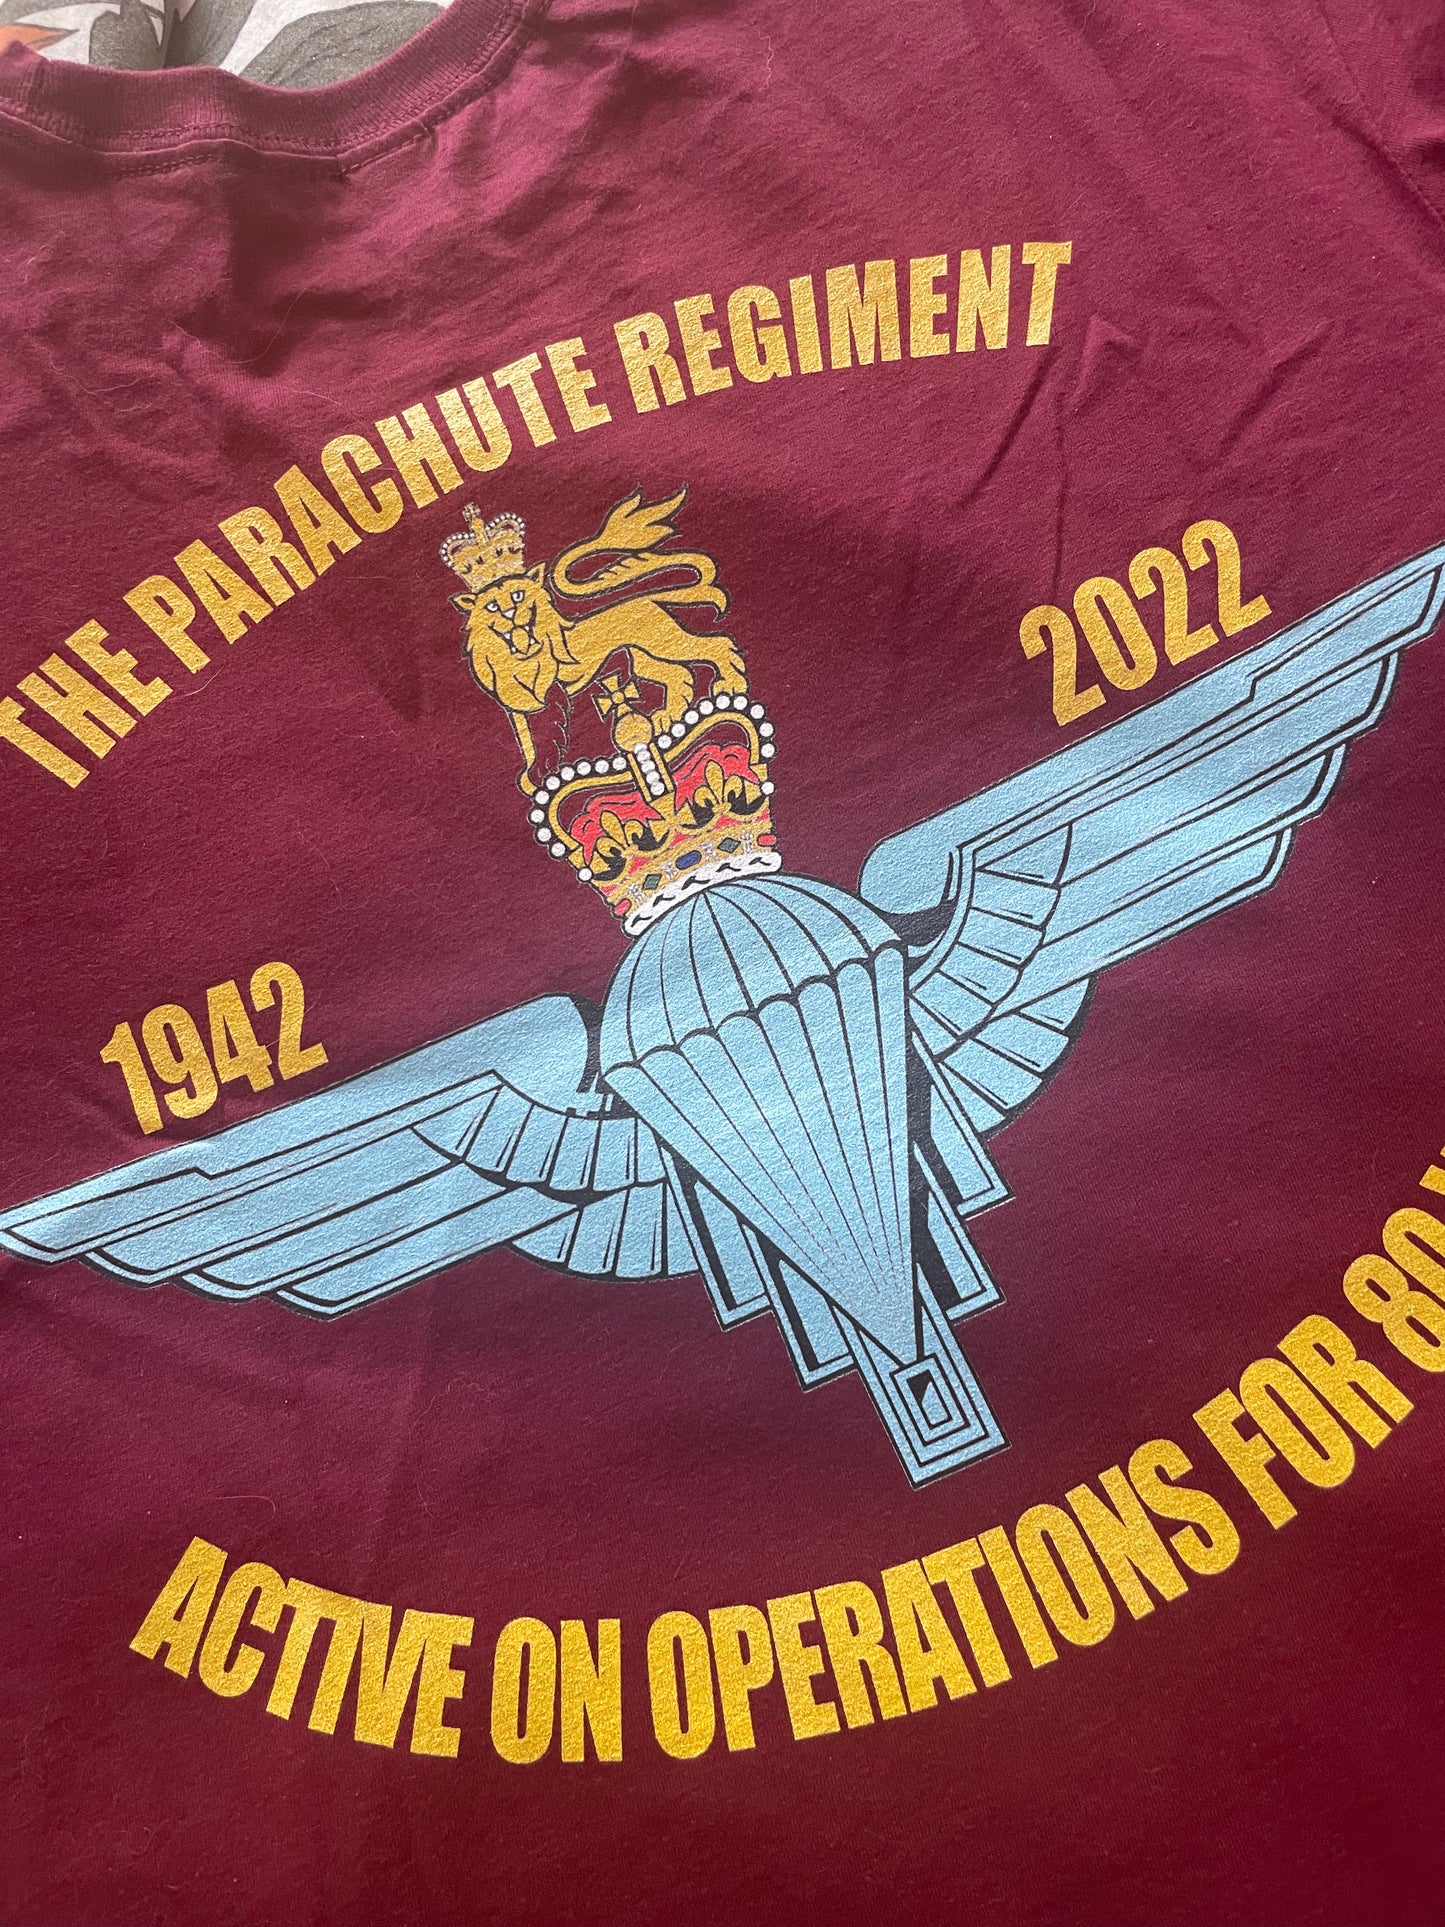 THE PARACHUTE REGIMENT
1942
2022
ACTIVE ON OPERATIONS FOR 80